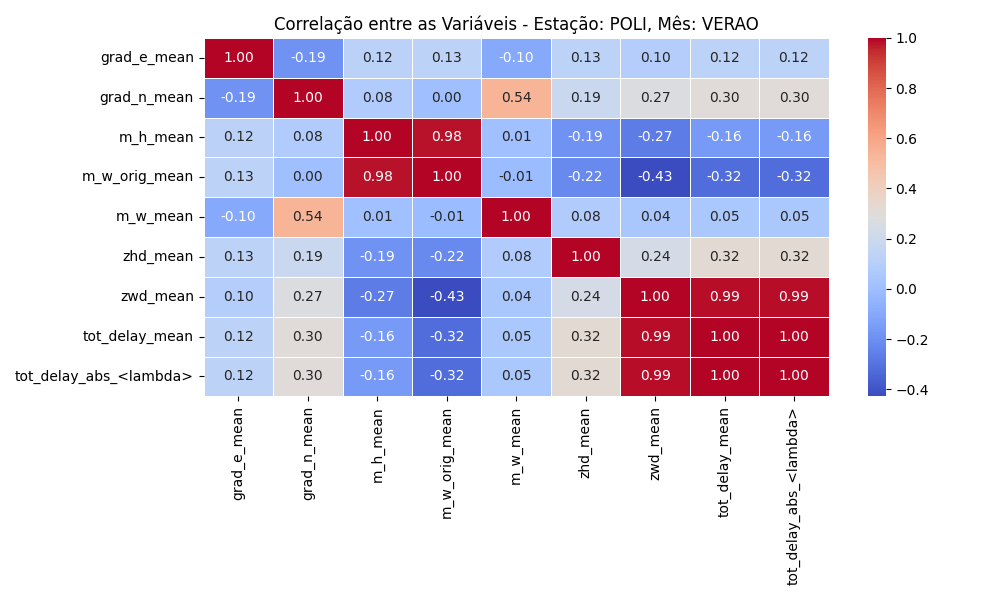 Correlação entre as Variáveis - Estação: POLI, Mês: VERAO
grad_e_mean 1.00 -0.19 0.12 0.13 -0.10 0.13 0.10 0.12 0.12
grad_n_mean -0.19 1.00 0.08 0.00 0.54 0.19 0.27 0.30 0.30
m_h_mean 0.12 0.08 1.00 0.98 0.01 -0.19 -0.27 -0.16 -0.16
m_w_orig_mean 0.13 0.00 0.98 1.00 -0.01 -0.22 -0.43 -0.32 -0.32
m_w_mean -0.10 0.54 0.01 -0.01 1.00 0.08 0.04 0.05 0.05
zhd_mean 0.13 0.19 -0.19 -0.22 0.08 1.00 0.24 0.32 0.32
zwd_mean 0.10 0.27 -0.27 -0.43 0.04 0.24 1.00 0.99 0.99
tot_delay_mean 0.12 0.30 -0.16 -0.32 0.05 0.32 0.99 1.00 1.00
tot_delay_abs_<lambda> 0.12 0.30 -0.16 -0.32 0.05 0.32 0.99 1.00 1.00
grad_e_mean
grad_n_mean
m_h_mean
m_w_orig_mean
m_w_mean
zhd_mean
zwd_mean
tot_delay_mean
tot_delay_abs_<lambda>
1.0
0.8
0.6
0.4
0.2
0.0
−0.2
−0.4